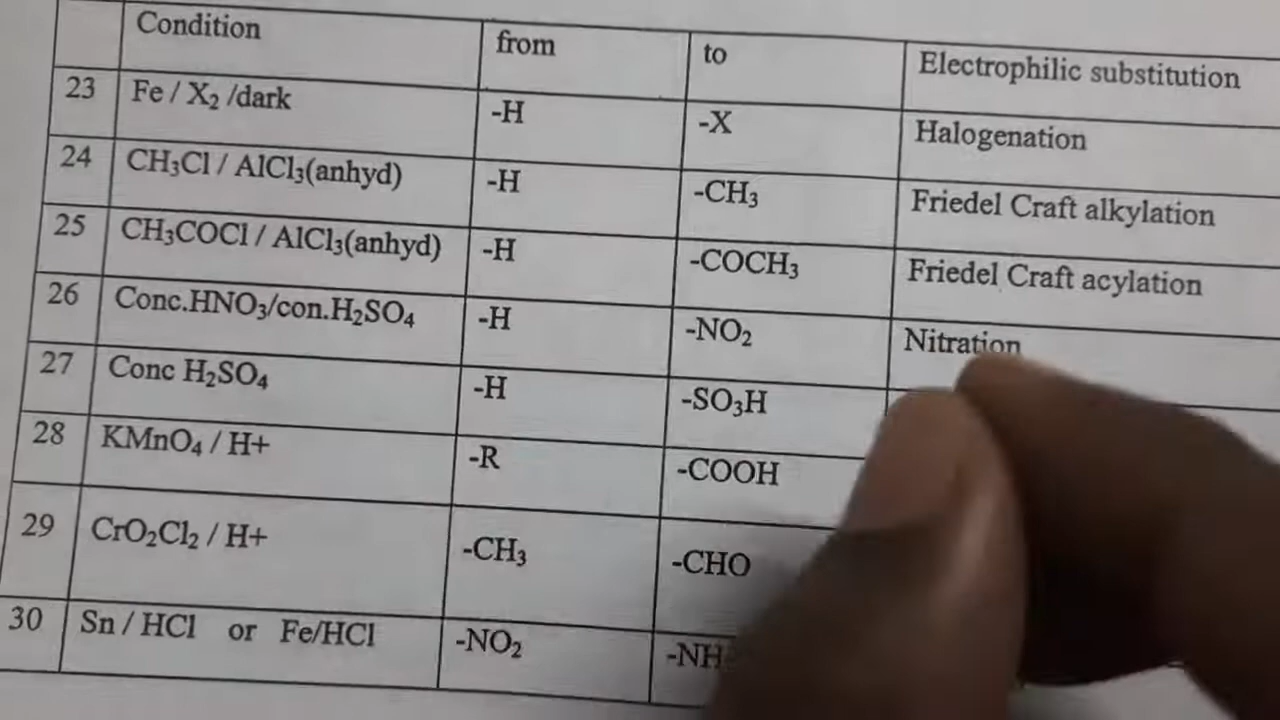 Condition from to Electrophilic substitution
23 Fe / X₂ /dark -H -X Halogenation
24 CH₃Cl / AlCl₃(anhyd) -H -CH₃ Friedel Craft alkylation
25 CH₃COCl / AlCl₃(anhyd) -H -COCH₃ Friedel Craft acylation
26 Conc.HNO₃/con.H₂SO₄ -H -NO₂ Nitration
27 Conc H₂SO₄ -H -SO₃H
28 KMnO₄ / H+ -R -COOH
29 CrO₂Cl₂ / H+ -CH₃ -CHO
30 Sn / HCl or Fe/HCl -NO₂ -NH